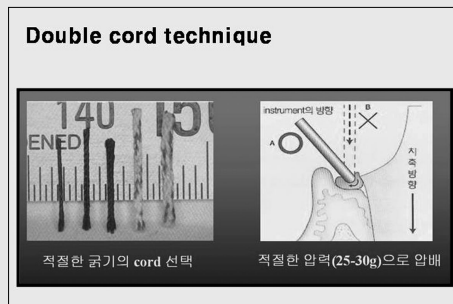 Double cord technique
140 150
ENED
instrument의 방향
B
A
치축방향
적절한 굵기의 cord 선택
적절한 압력(25-30g)으로 압배